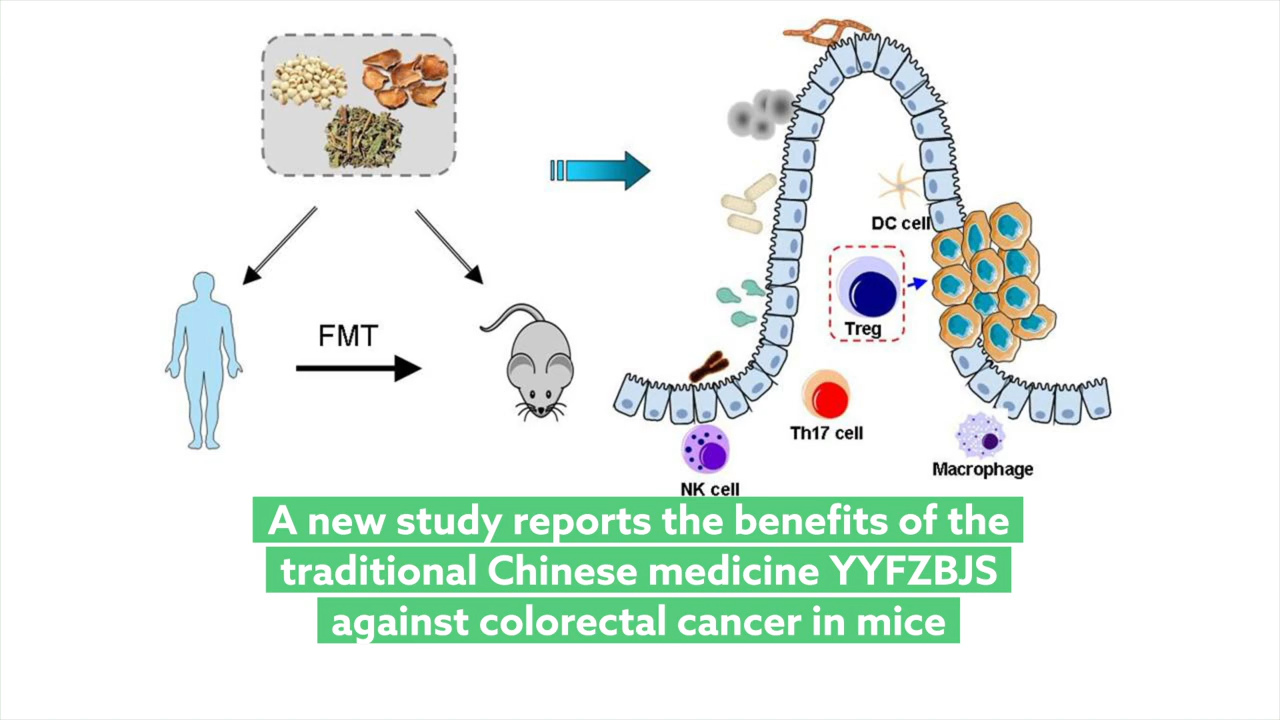 DC cell
Treg
FMT
Th17 cell
Macrophage
NK cell
A new study reports the benefits of the
traditional Chinese medicine YYFZBJS
against colorectal cancer in mice